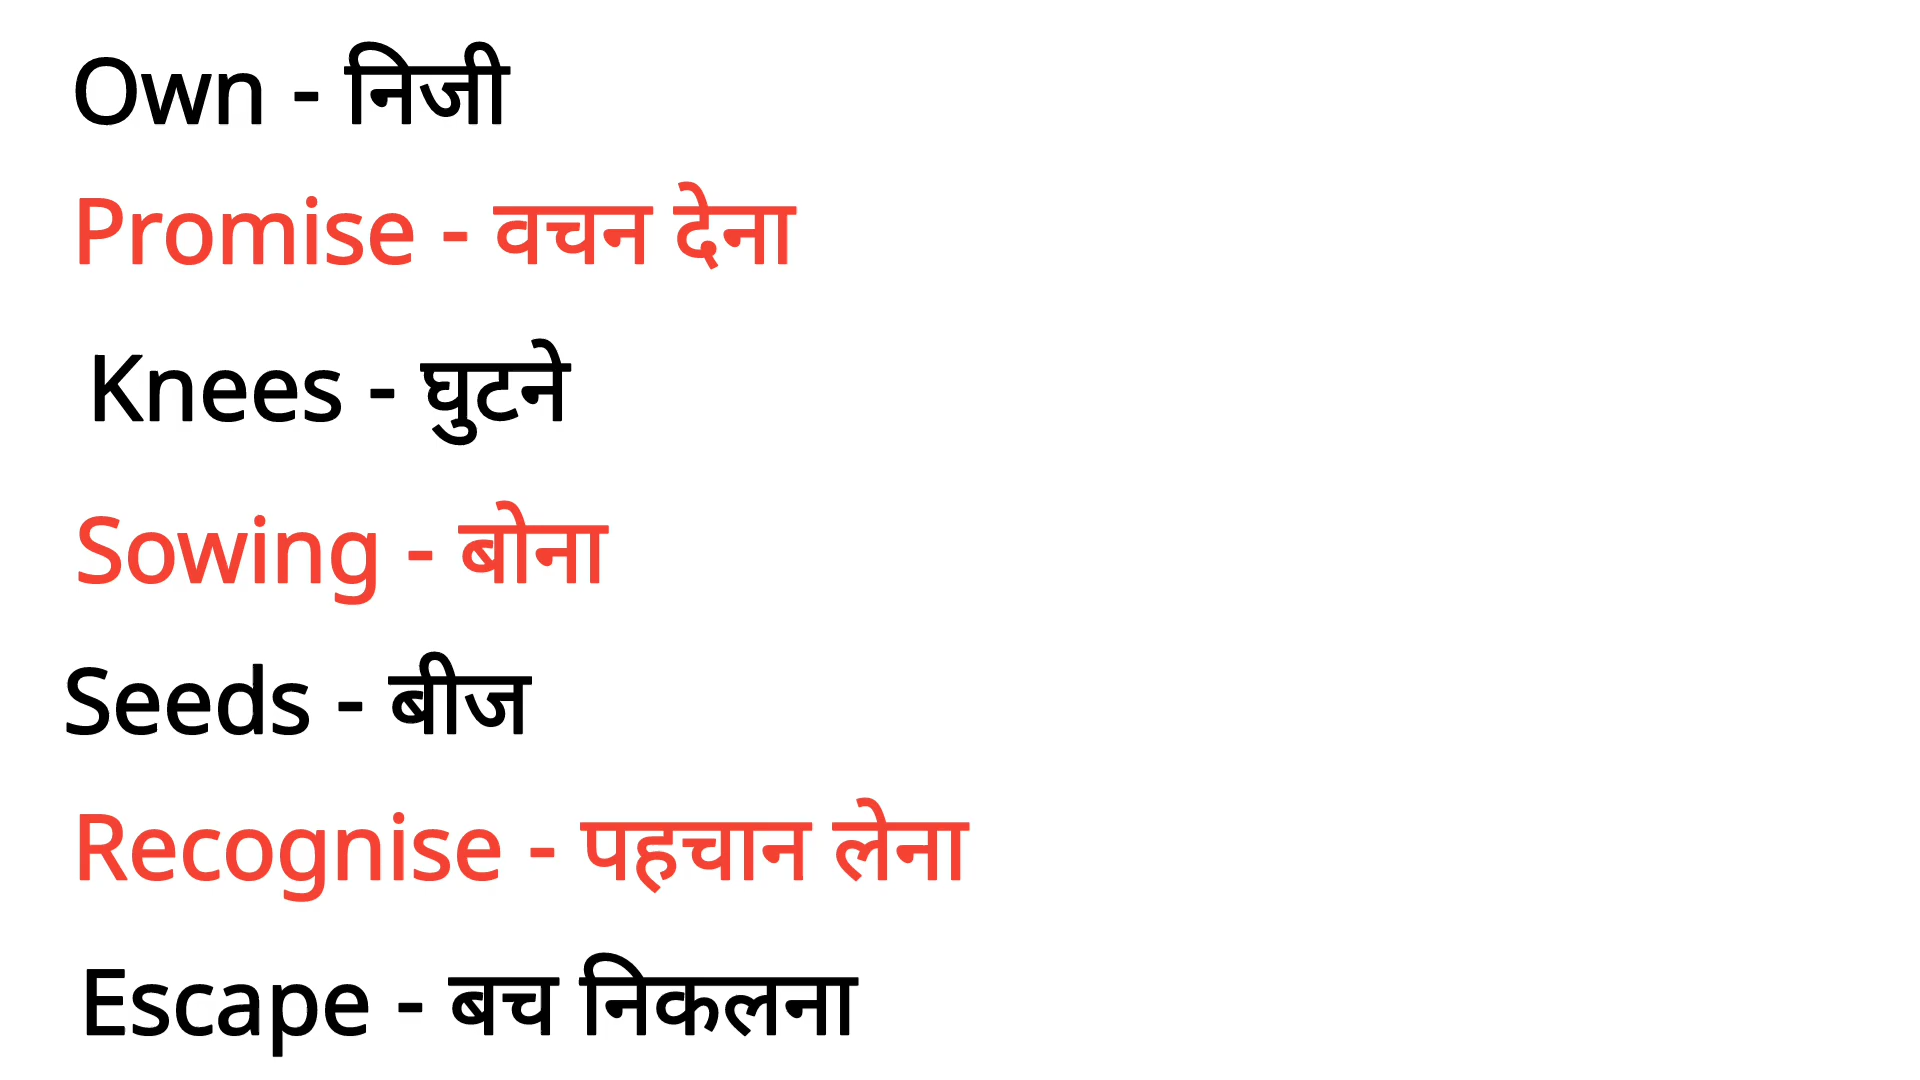 Own - निजी
Promise - वचन देना
Knees - घुटने
Sowing - बोना
Seeds - बीज
Recognise - पहचान लेना
Escape - बच निकलना